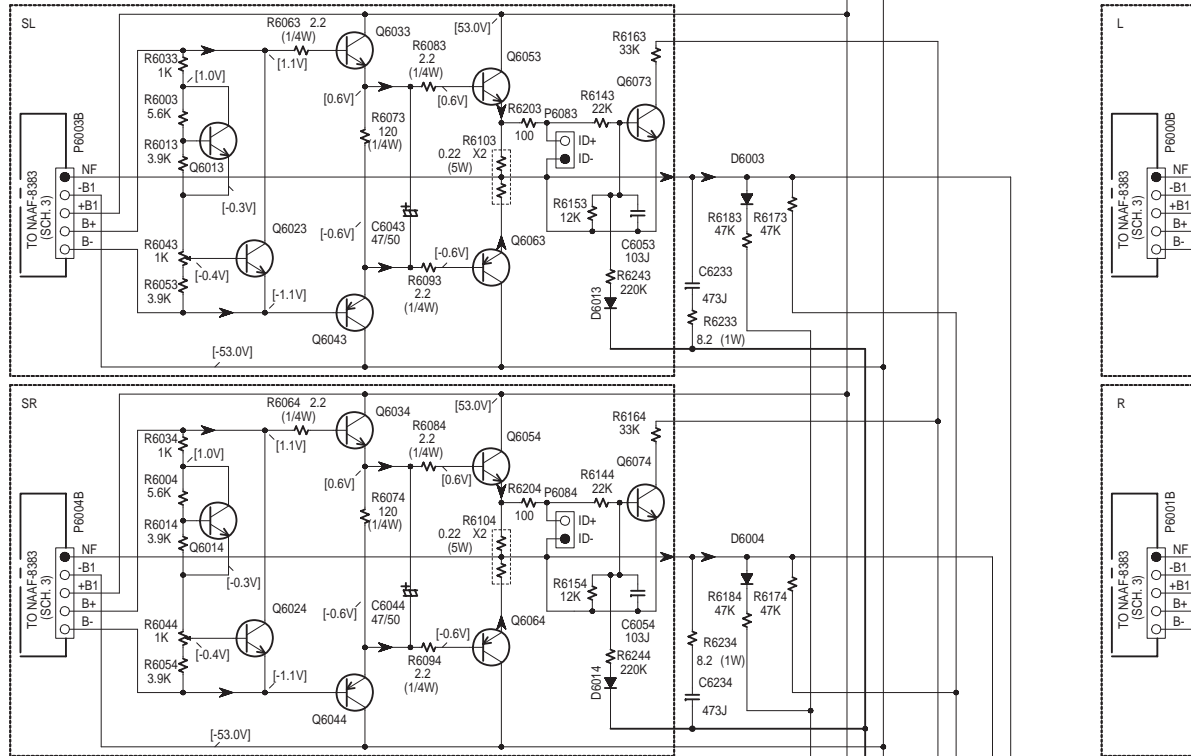 SL
R6063 2.2
(1/4W)
Q6033
[53.0V]
R6163
33K
L
R6033
1K
[1.1V]
R6083
2.2
(1/4W)
Q6053
[1.0V]
Q6073
R6003
5.6K
[0.6V]
[0.6V]
R6203
100
P6083
R6143
22K
P6003B
R6073
120
(1/4W)
R6103
0.22 X2
(5W)
ID+
ID-
P6000B
R6013
3.9K
Q6013
D6003
TO NAAF-8383
(SCH. 3)
NF
-B1
+B1
B+
B-
[-0.3V]
R6153
12K
R6183
47K
R6173
47K
TO NAAF-8383
(SCH. 3)
NF
-B1
+B1
B+
B-
Q6023
[-0.6V]
C6043
47/50
Q6063
C6053
103J
R6043
1K
[-0.4V]
[-0.6V]
R6243
220K
C6233
473J
R6053
3.9K
R6093
2.2
(1/4W)
D6013
[-1.1V]
R6233
8.2 (1W)
Q6043
[-53.0V]
SR
R6064 2.2
(1/4W)
Q6034
[53.0V]
R6164
33K
R
R6034
1K
[1.1V]
R6084
2.2
(1/4W)
Q6054
[1.0V]
Q6074
R6004
5.6K
[0.6V]
[0.6V]
R6204
100
P6084
R6144
22K
P6004B
R6074
120
(1/4W)
R6104
0.22 X2
(5W)
ID+
ID-
P6001B
R6014
3.9K
Q6014
D6004
TO NAAF-8383
(SCH. 3)
NF
-B1
+B1
B+
B-
[-0.3V]
R6154
12K
R6184
47K
R6174
47K
TO NAAF-8383
(SCH. 3)
NF
-B1
+B1
B+
B-
Q6024
[-0.6V]
C6044
47/50
Q6064
C6054
103J
R6044
1K
[-0.4V]
[-0.6V]
R6244
220K
R6234
8.2 (1W)
R6054
3.9K
R6094
2.2
(1/4W)
D6014
[-1.1V]
C6234
473J
Q6044
[-53.0V]